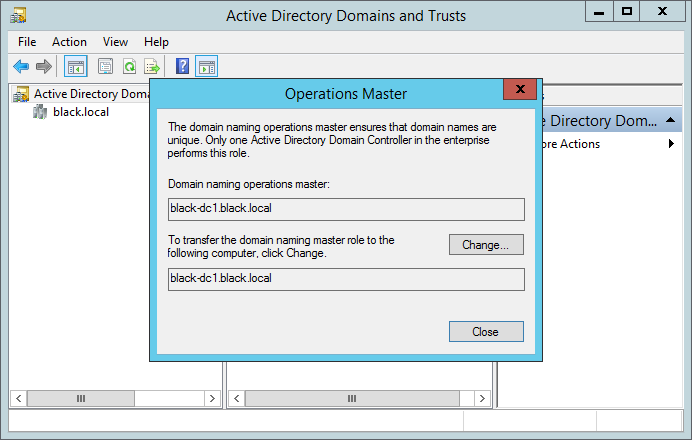 Active Directory Domains and Trusts
File Action View Help
Active Directory Doma
black.local
Operations Master
The domain naming operations master ensures that domain names are
unique. Only one Active Directory Domain Controller in the enterprise
performs this role.
Domain naming operations master:
black-dc1.black.local
To transfer the domain naming master role to the
following computer, click Change.
Change...
black-dc1.black.local
Close
e Directory Dom...
ore Actions